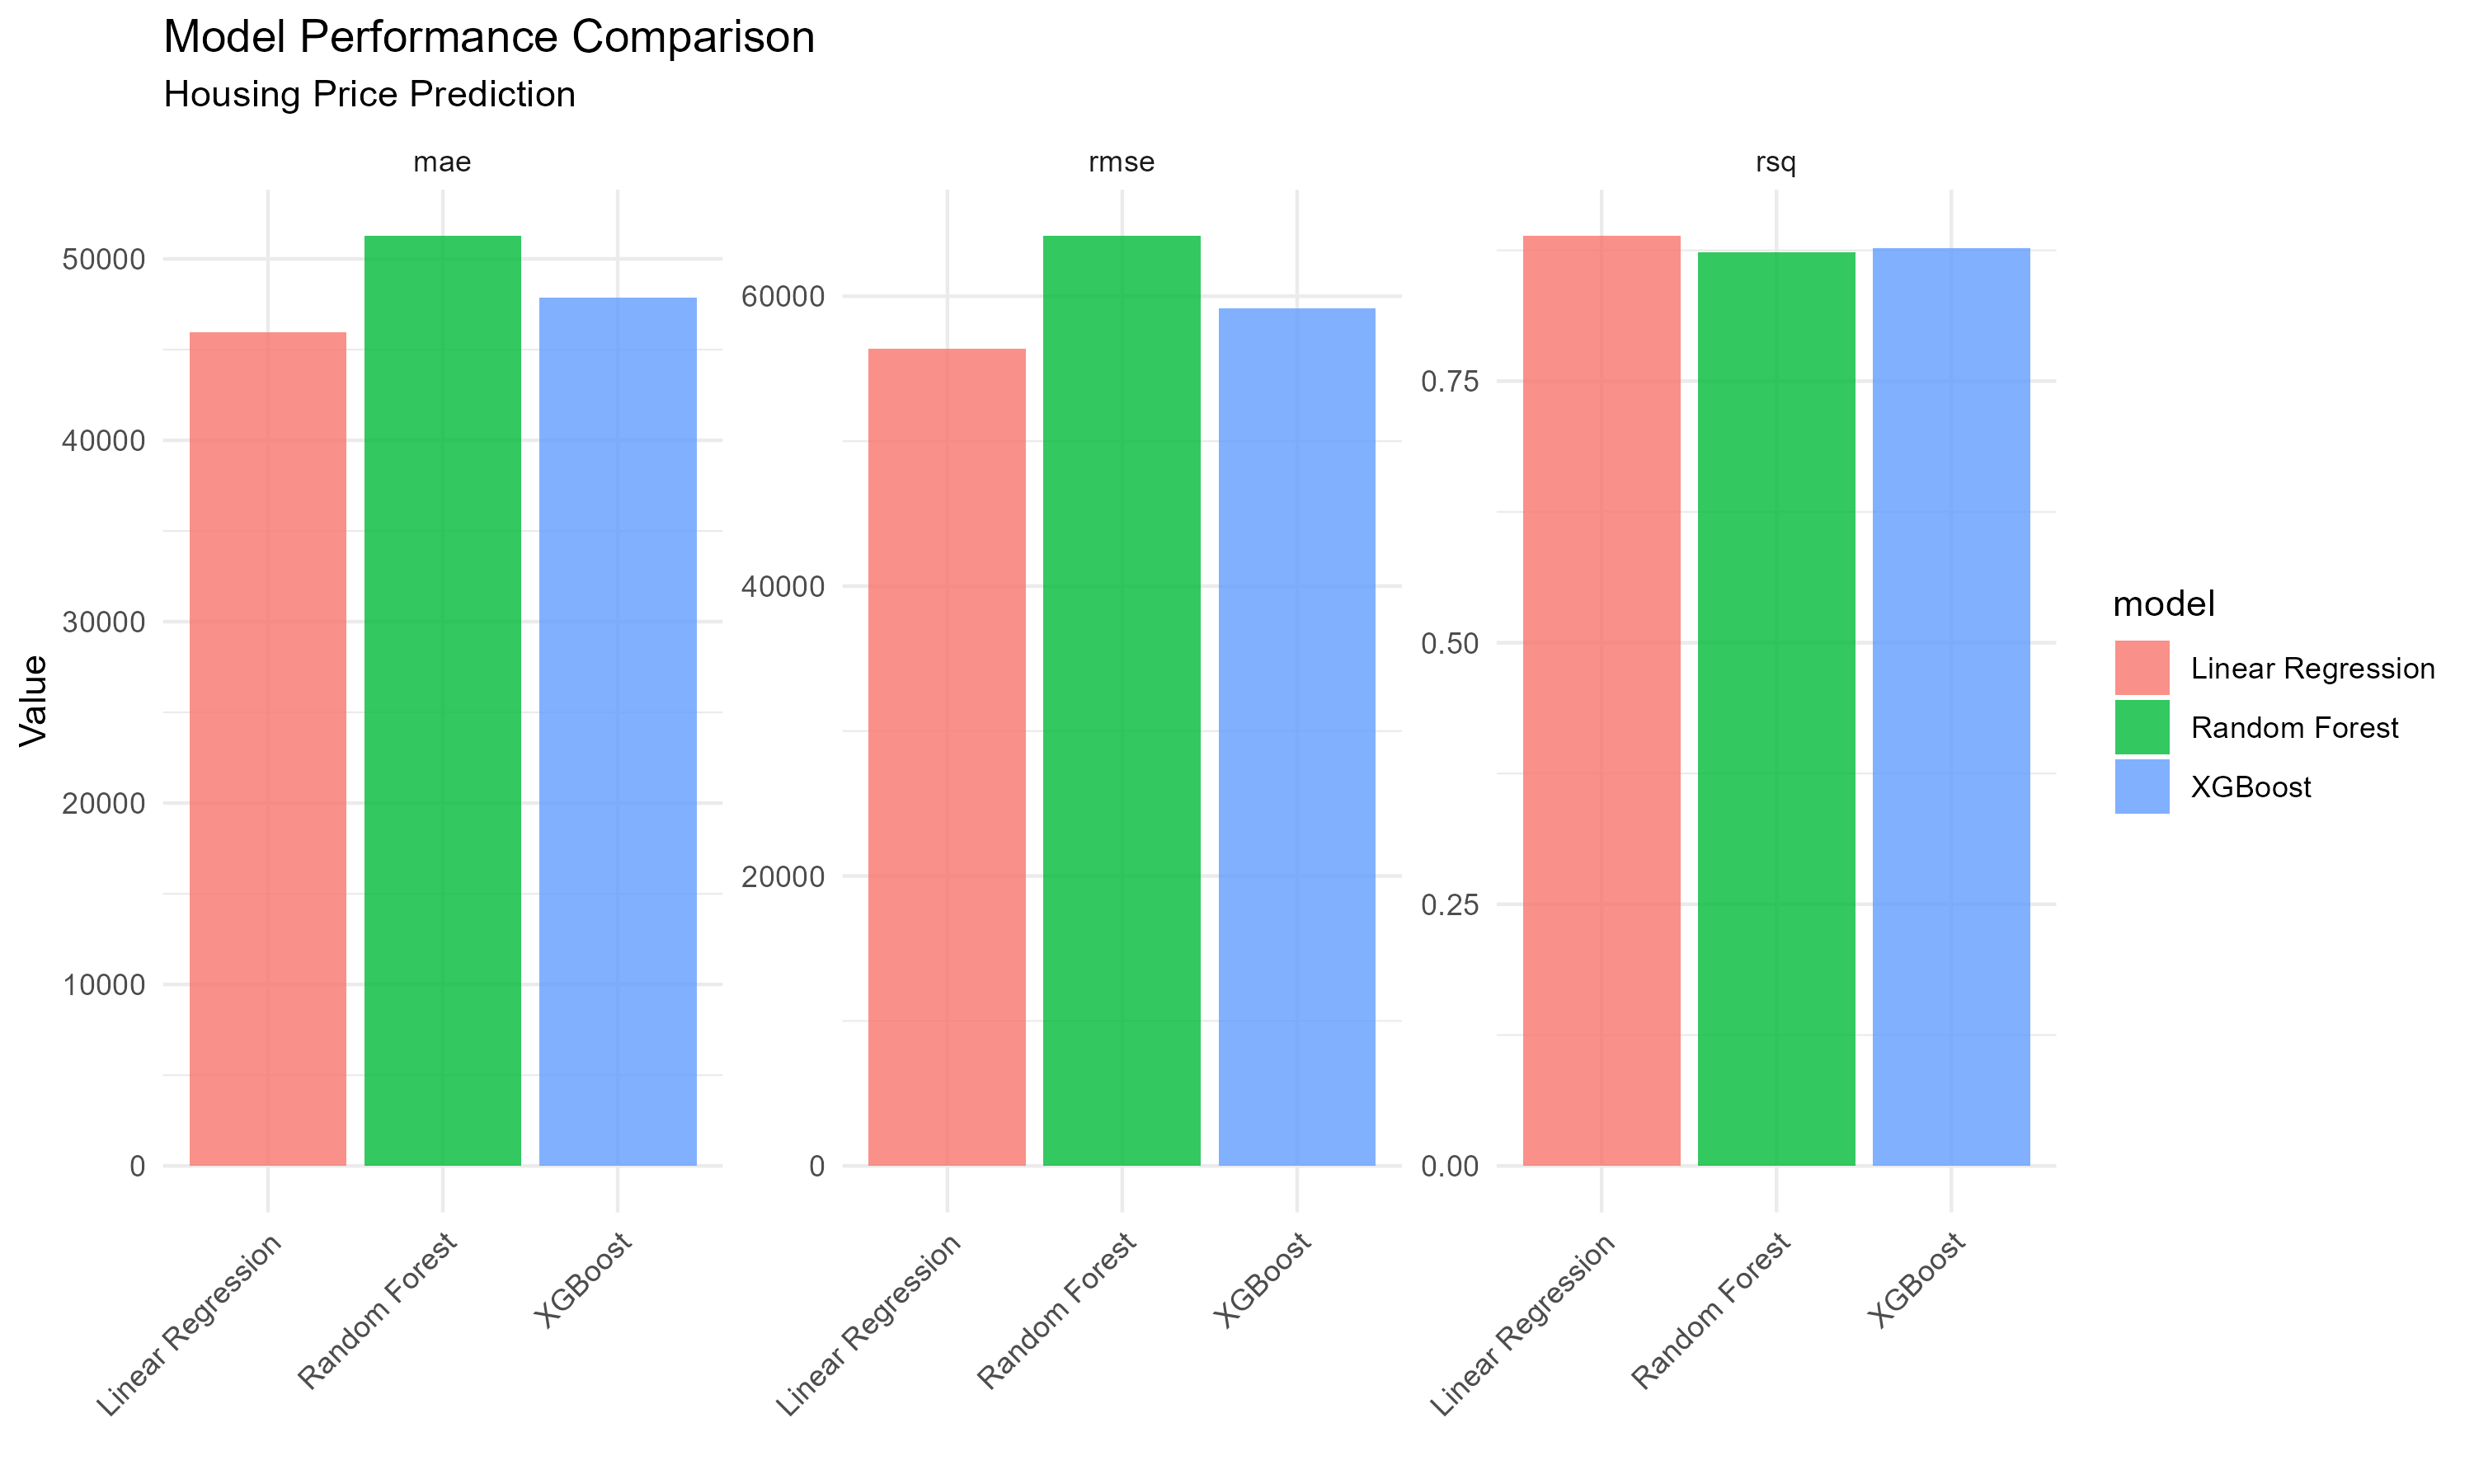 Model Performance Comparison
Housing Price Prediction
mae
rmse
rsq
Value
50000
40000
30000
20000
10000
0
60000
40000
20000
0
0.75
0.50
0.25
0.00
Linear Regression
Random Forest
XGBoost
Linear Regression
Random Forest
XGBoost
Linear Regression
Random Forest
XGBoost
model
Linear Regression
Random Forest
XGBoost